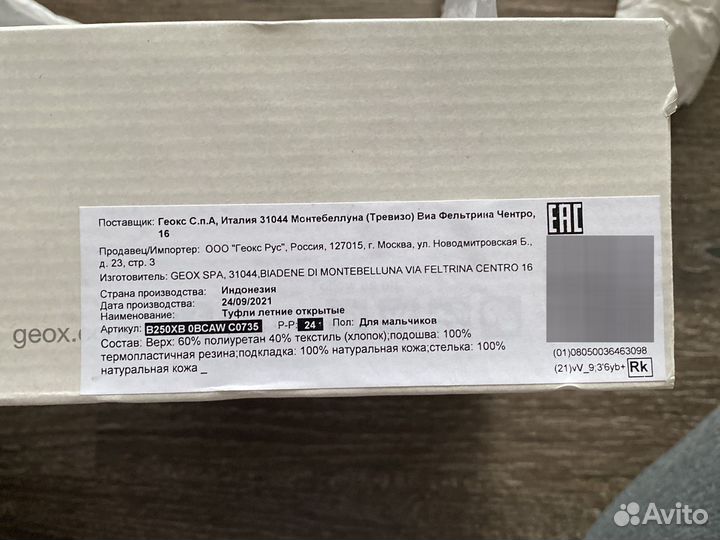 Поставщик: Геокс С.п.А, Италия 31044 Монтебеллуна (Тревизо) Виа Фельтрина Чентро,
16
Продавец/Импортер: ООО "Геокс Рус", Россия, 127015, г. Москва, ул. Новодмитровская Б.,
д. 23, стр. 3
Изготовитель: GEOX SPA, 31044,BIADENE DI MONTEBELLUNA VIA FELTRINA CENTRO 16
Страна производства: Индонезия
Дата производства: 24/09/2021
Наименование: Туфли летние открытые
Артикул: B250XB 0BCAW C0735 Р-Р: 24 Пол: Для мальчиков
Состав: Верх: 60% полиуретан 40% текстиль (хлопок);подошва: 100%
термопластичная резина;подкладка: 100% натуральная кожа;стелька: 100%
натуральная кожа _
EAC
(01)08050036463098
(21)vV_9;3'6yb+ Rk
geox.
Avito